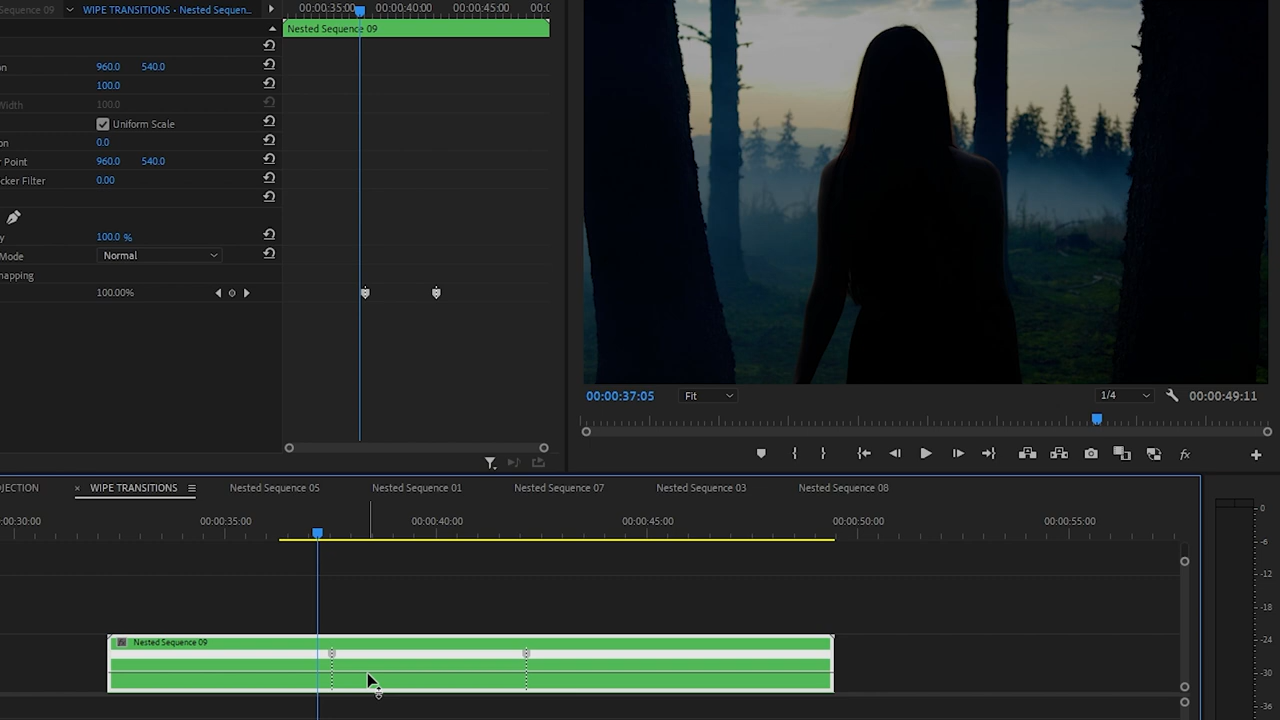 Sequence 09 WIPE TRANSITIONS • Nested Sequen...
00:00:35:00 00:00:40:00 00:00:45:00 00:0
Nested Sequence 09
on 960.0 540.0
100.0
Width 100.0
Uniform Scale
on 0.0
r Point 960.0 540.0
cker Filter 0.00
y 100.0 %
Mode Normal
mapping
100.00%
00:00:37:05 Fit 1/4 00:00:49:11
fx
JECTION × WIPE TRANSITIONS Nested Sequence 05 Nested Sequence 01 Nested Sequence 07 Nested Sequence 03 Nested Sequence 08
:00:30:00 00:00:35:00 00:00:40:00 00:00:45:00 00:00:50:00 00:00:55:00
Nested Sequence 09
0
-6
-12
-18
-24
-30
-36